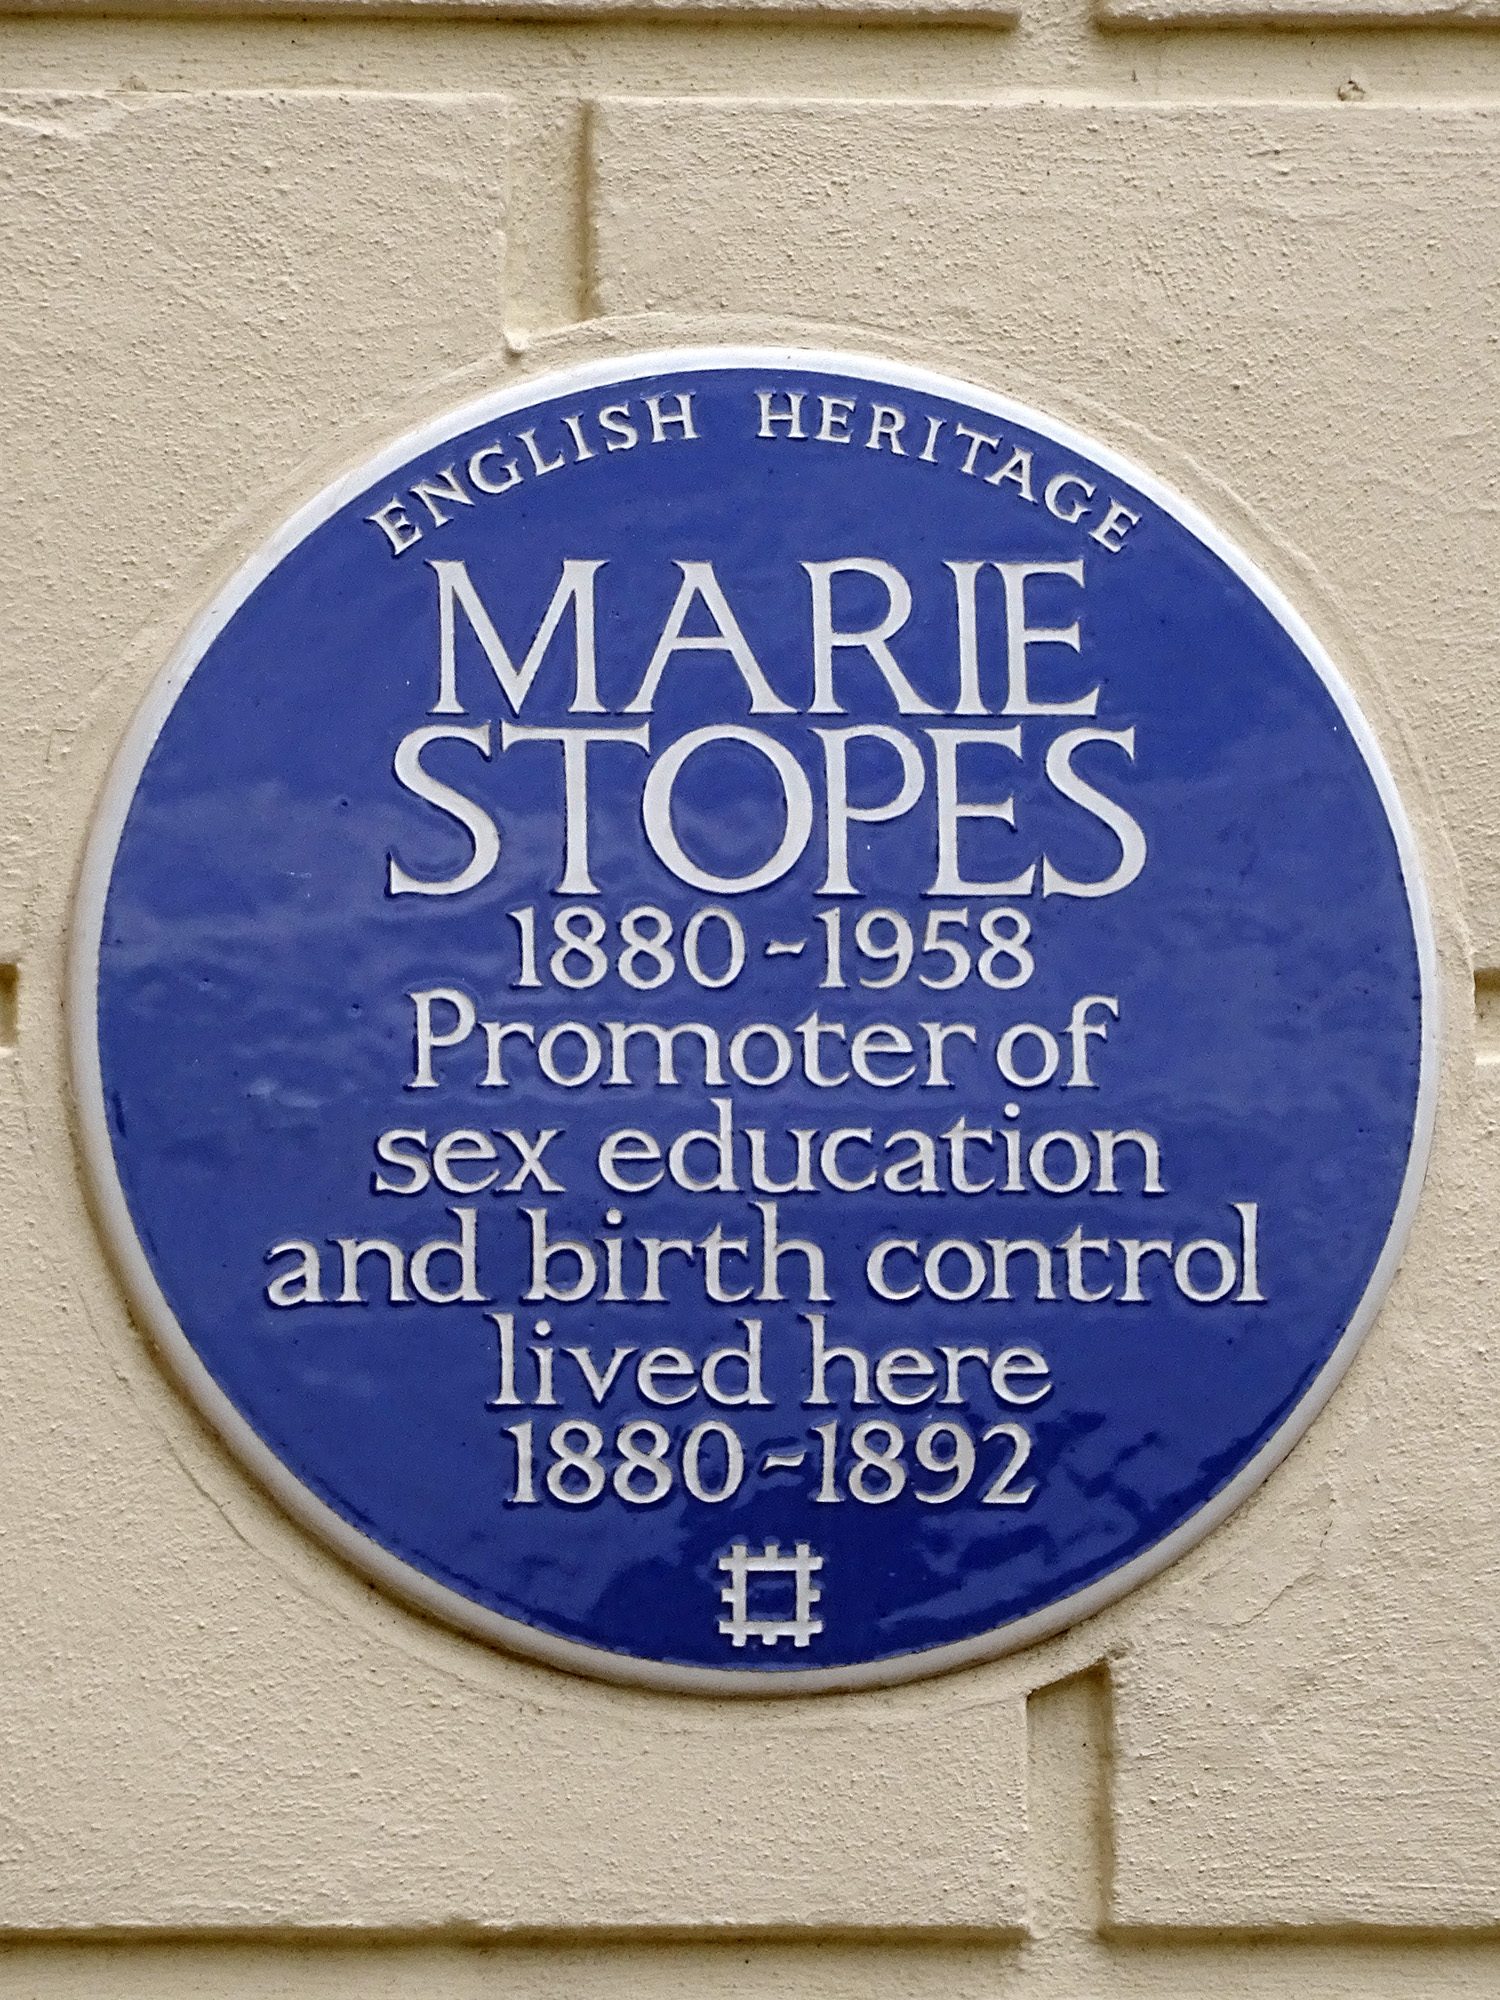 ENGLISH HERITAGE
MARIE
STOPES
1880-1958
Promoter of
sex education
and birth control
lived here
1880-1892